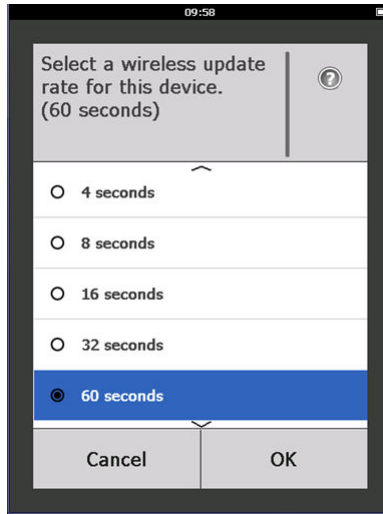 09:58
Select a wireless update
rate for this device.
(60 seconds)
?
4 seconds
8 seconds
16 seconds
32 seconds
60 seconds
Cancel
OK